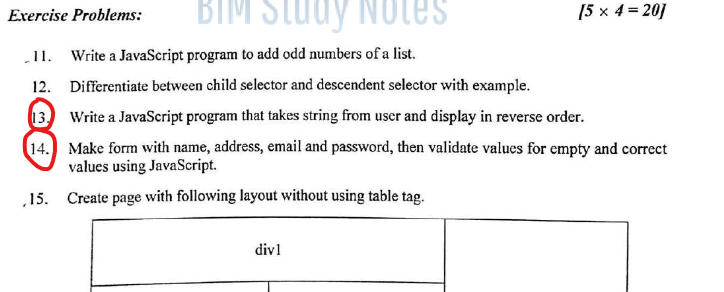 BIM Study Notes
Exercise Problems: [5 × 4 = 20]
11. Write a JavaScript program to add odd numbers of a list.
12. Differentiate between child selector and descendent selector with example.
13. Write a JavaScript program that takes string from user and display in reverse order.
14. Make form with name, address, email and password, then validate values for empty and correct
values using JavaScript.
15. Create page with following layout without using table tag.
div1